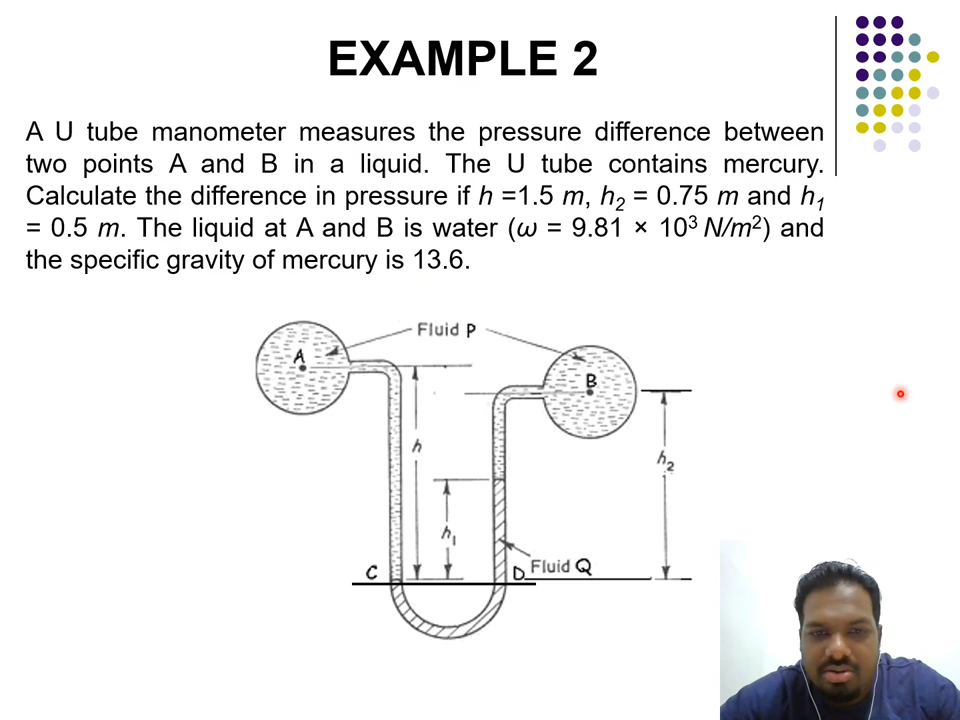 EXAMPLE 2
A U tube manometer measures the pressure difference between
two points A and B in a liquid. The U tube contains mercury.
Calculate the difference in pressure if h =1.5 m, h₂ = 0.75 m and h₁
= 0.5 m. The liquid at A and B is water (ω = 9.81 × 10³ N/m²) and
the specific gravity of mercury is 13.6.
Fluid P
A
B
h
h₂
h₁
C
D
Fluid Q